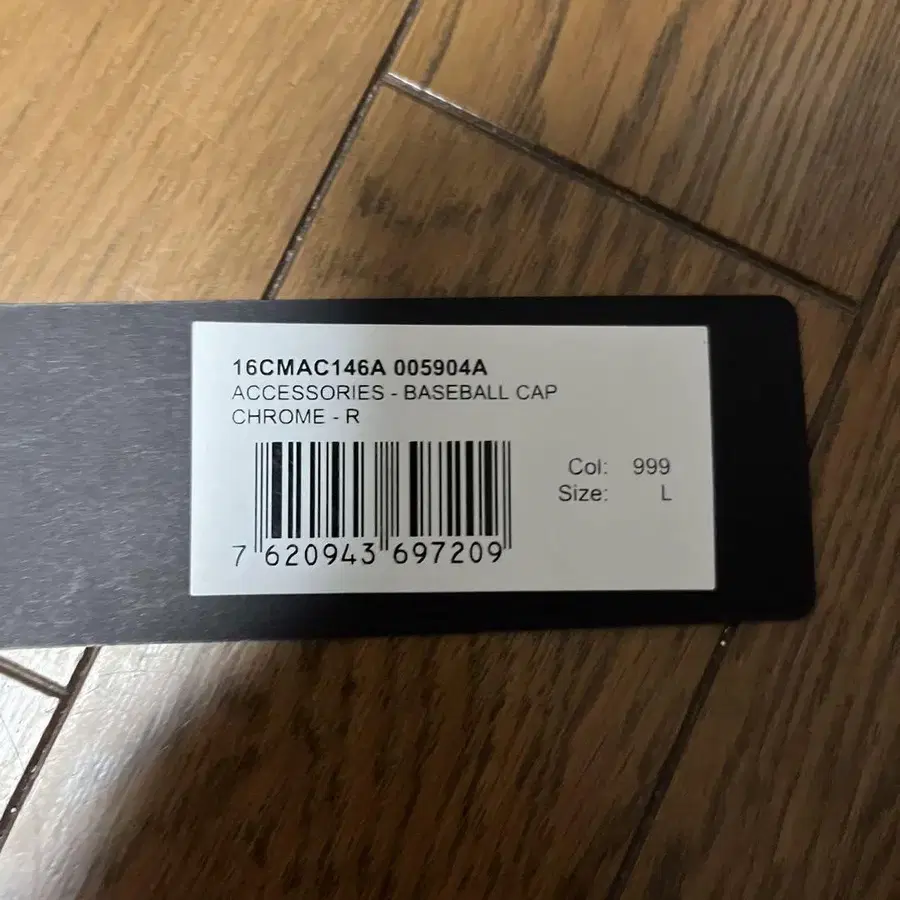 16CMAC146A 005904A
ACCESSORIES - BASEBALL CAP
CHROME - R
Col: 999
Size: L
7 620943 697209